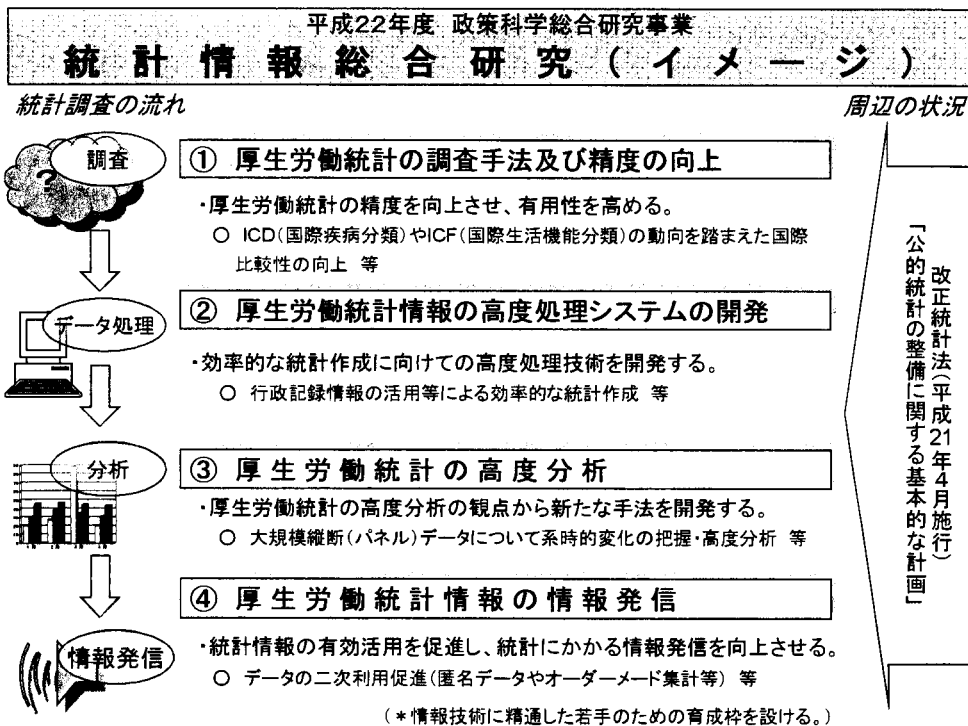 平成22年度 政策科学総合研究事業
統計情報総合研究(イメージ)
統計調査の流れ
周辺の状況
調査
?
① 厚生労働統計の調査手法及び精度の向上
・厚生労働統計の精度を向上させ、有用性を高める。
○ ICD(国際疾病分類)やICF(国際生活機能分類)の動向を踏まえた国際
比較性の向上 等
データ処理
② 厚生労働統計情報の高度処理システムの開発
・効率的な統計作成に向けての高度処理技術を開発する。
○ 行政記録情報の活用等による効率的な統計作成 等
分析
③ 厚生労働統計の高度分析
・厚生労働統計の高度分析の観点から新たな手法を開発する。
○ 大規模縦断(パネル)データについて系時的変化の把握・高度分析 等
④ 厚生労働統計情報の情報発信
情報発信
・統計情報の有効活用を促進し、統計にかかる情報発信を向上させる。
○ データの二次利用促進(匿名データやオーダーメード集計等) 等
(*情報技術に精通した若手のための育成枠を設ける。)
改正統計法(平成21年4月施行)
「公的統計の整備に関する基本的な計画」